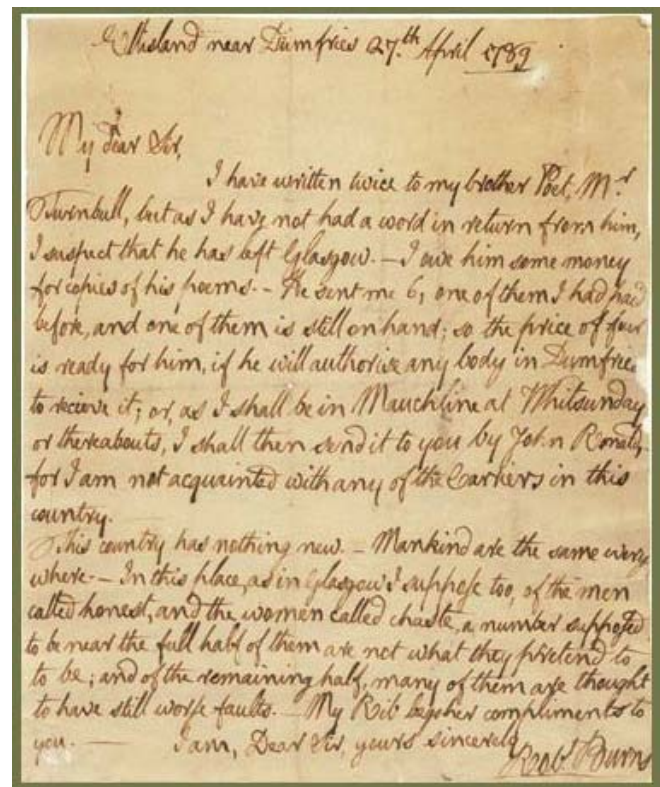 Ellisland near Dumfries 27.th April 1789
My Dear Sir,
I have written twice to my brother Poet, Mr
Turnbull, but as I have not had a word in return from him,
I suspect that he has left Glasgow. — I owe him some money
for copies of his poems. — He sent me 6, one of them I had had
before, and one of them is still on hand; so the price of four
is ready for him, if he will authorise any body in Dumfries
to recieve it; or, as I shall be in Mauchline at Whitsunday
or thereabouts, I shall then send it to you by John Ronald,
for I am not acquainted with any of the Carriers in this
country.
This country has nothing new. — Mankind are the same every
where. — In this place, as in Glasgow I suppose too, of the men
called honest, and the women called chaste, a number supposed
to be near the full half of them are not what they pretend to
to be; and of the remaining half, many of them are thought
to have still worse faults. — My Rib begs her compliments to
you. — I am, Dear Sir, yours sincerely
Robt Burns